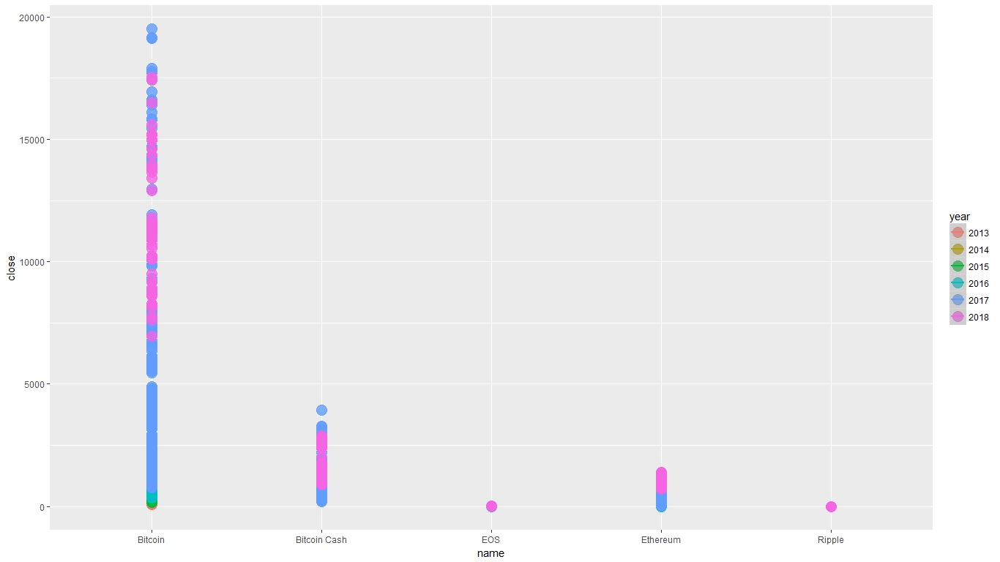 20000
15000
10000
5000
0
close
Bitcoin
Bitcoin Cash
EOS
Ethereum
Ripple
name
year
2013
2014
2015
2016
2017
2018